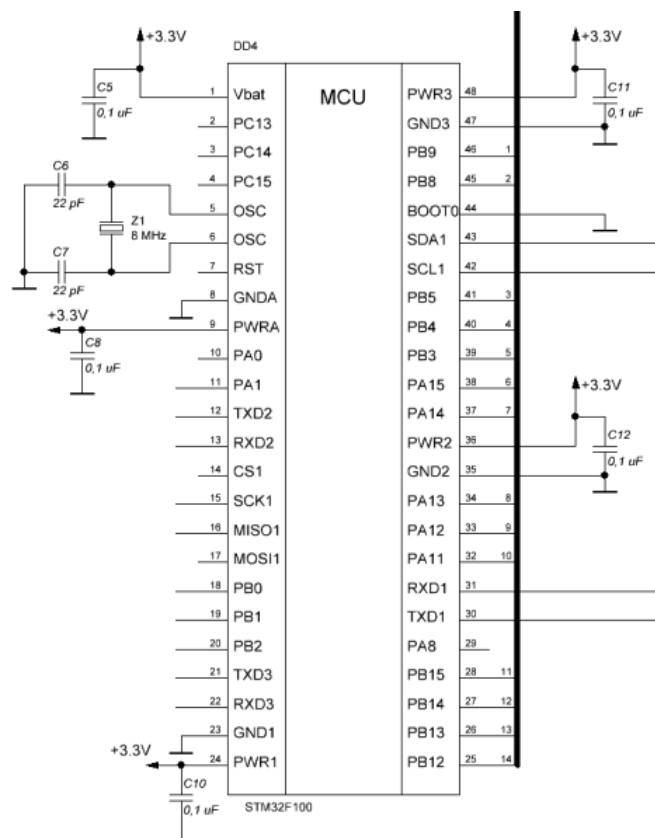 +3.3V
DD4
+3.3V
C5
0,1 uF
1 Vbat
MCU
PWR3 48
C11
0,1 uF
2 PC13
GND3 47
3 PC14
PB9 46 1
4 PC15
PB8 45 2
C6
22 pF
5 OSC
BOOT0 44
Z1
8 MHz
6 OSC
SDA1 43
C7
22 pF
7 RST
SCL1 42
8 GNDA
PB5 41 3
+3.3V
9 PWRA
PB4 40 4
C8
0,1 uF
10 PA0
PB3 39 5
11 PA1
PA15 38 6
+3.3V
12 TXD2
PA14 37 7
13 RXD2
PWR2 36
C12
0,1 uF
14 CS1
GND2 35
15 SCK1
PA13 34 8
16 MISO1
PA12 33 9
17 MOSI1
PA11 32 10
18 PB0
RXD1 31
19 PB1
TXD1 30
20 PB2
PA8 29
21 TXD3
PB15 28 11
22 RXD3
PB14 27 12
23 GND1
PB13 26 13
+3.3V
24 PWR1
PB12 25 14
C10
0,1 uF
STM32F100